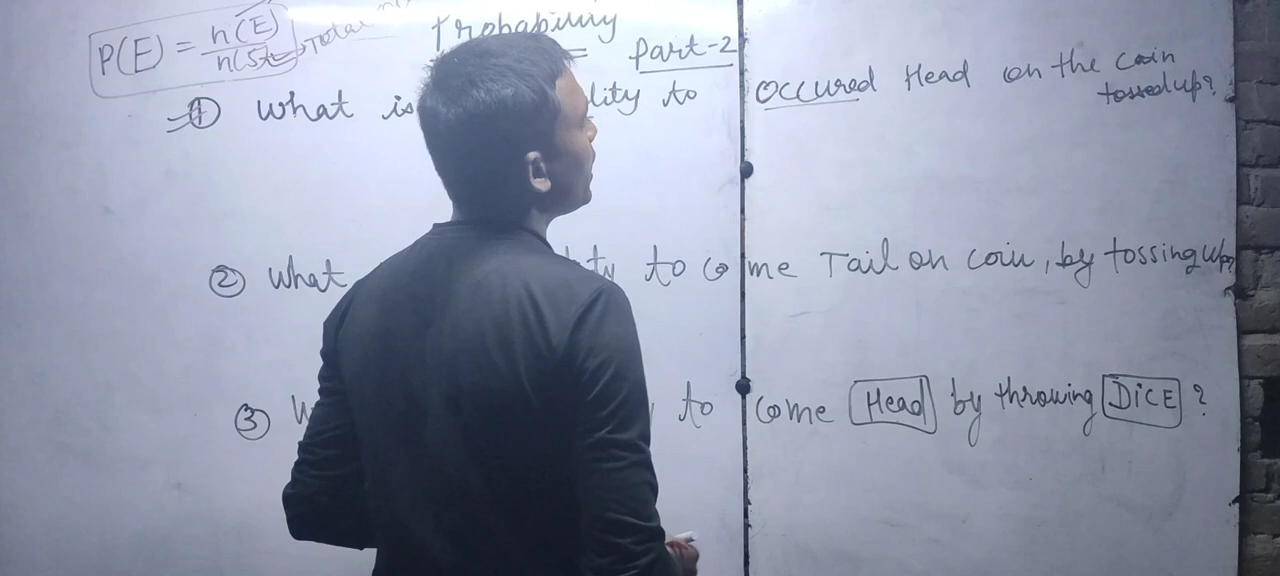 P(E) = n(E) / n(S) → Total
Probability
Part-2
① What is lity to occured Head on the coin tossed up?
② What ty to come Tail on coin, by tossing up?
③ W to come Head by throwing DiCE ?